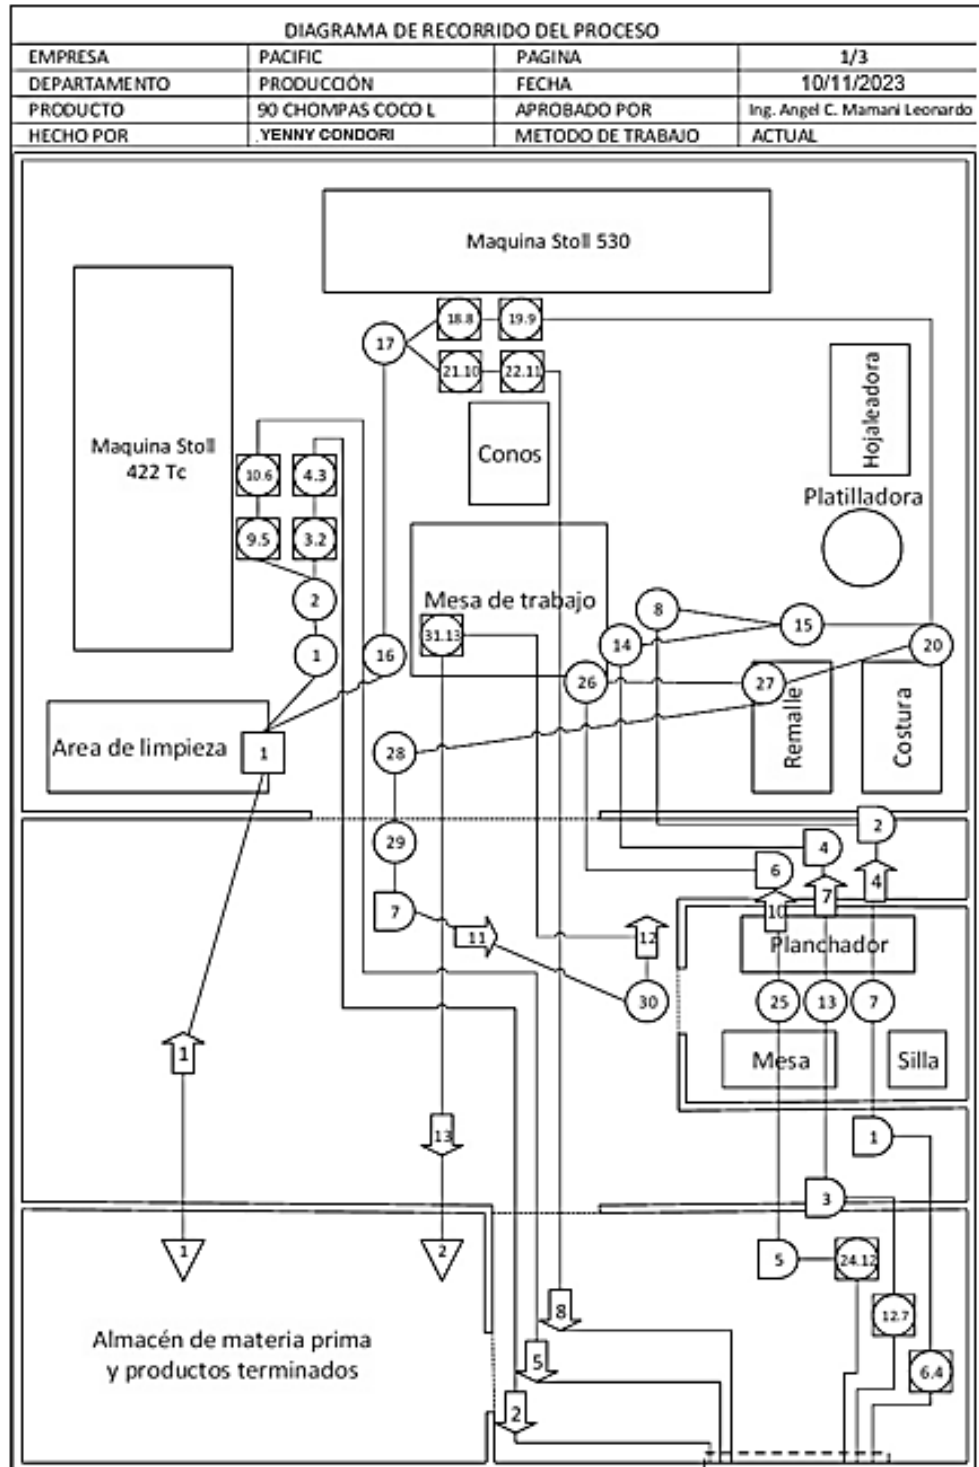 DIAGRAMA DE RECORRIDO DEL PROCESO
EMPRESA PACIFIC PAGINA 1/3
DEPARTAMENTO PRODUCCIÓN FECHA 10/11/2023
PRODUCTO 90 CHOMPAS COCO L APROBADO POR Ing. Angel C. Mamani Leonardo
HECHO POR . YENNY CONDORI METODO DE TRABAJO ACTUAL
Maquina Stoll 530
18.8 19.9
17
21.10 22.11
Hojaleadora
Maquina Stoll
422 Tc
Conos
10.6 4.3
Platilladora
9.5 3.2
Mesa de trabajo
2
8
15
31.13
14
20
1
16
26
27
Remalle
Costura
Area de limpieza
1
28
2
29
4
6
4
7
7
10
11
12
Planchador
30
25
13
7
1
Mesa
Silla
13
1
3
1
2
5
24.12
8
12.7
Almacén de materia prima
y productos terminados
5
6.4
2